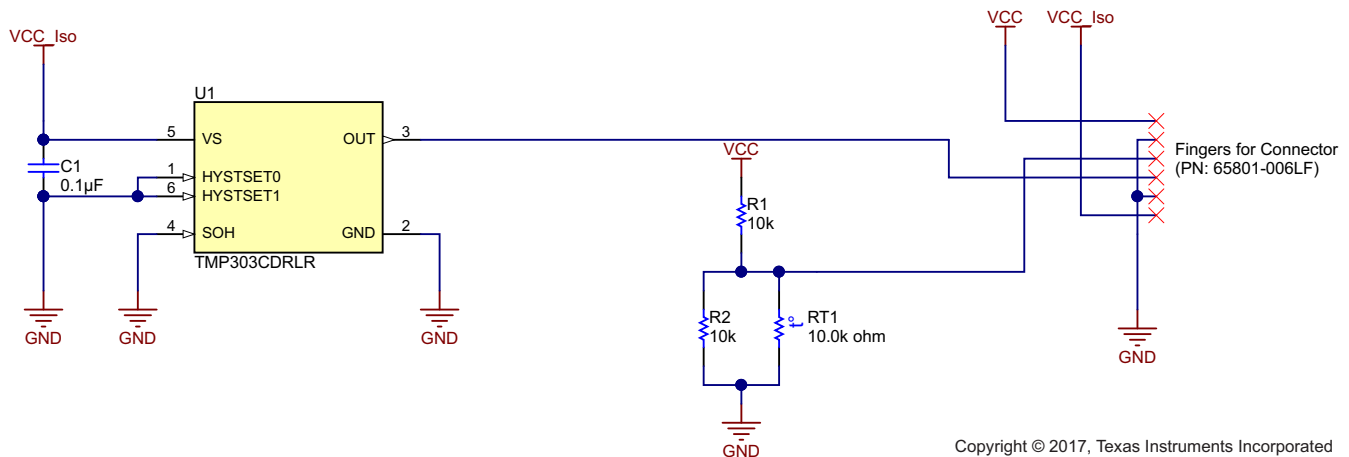 VCC_Iso
VCC
VCC_Iso
U1
5
VS
OUT
3
C1
0.1µF
1
HYSTSET0
6
HYSTSET1
4
SOH
GND
2
TMP303CDRLR
GND
GND
GND
VCC
R1
10k
R2
10k
t°
RT1
10.0k ohm
GND
Fingers for Connector
(PN: 65801-006LF)
GND
Copyright © 2017, Texas Instruments Incorporated